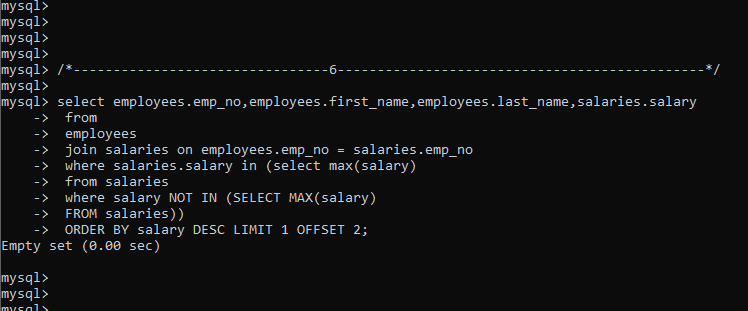 mysql>
mysql>
mysql>
mysql>
mysql> /*--------------------------------6----------------------------------------------*/
mysql>
mysql> select employees.emp_no,employees.first_name,employees.last_name,salaries.salary
    -> from
    -> employees
    -> join salaries on employees.emp_no = salaries.emp_no
    -> where salaries.salary in (select max(salary)
    -> from salaries
    -> where salary NOT IN (SELECT MAX(salary)
    -> FROM salaries))
    -> ORDER BY salary DESC LIMIT 1 OFFSET 2;
Empty set (0.00 sec)

mysql>
mysql>
mysql>